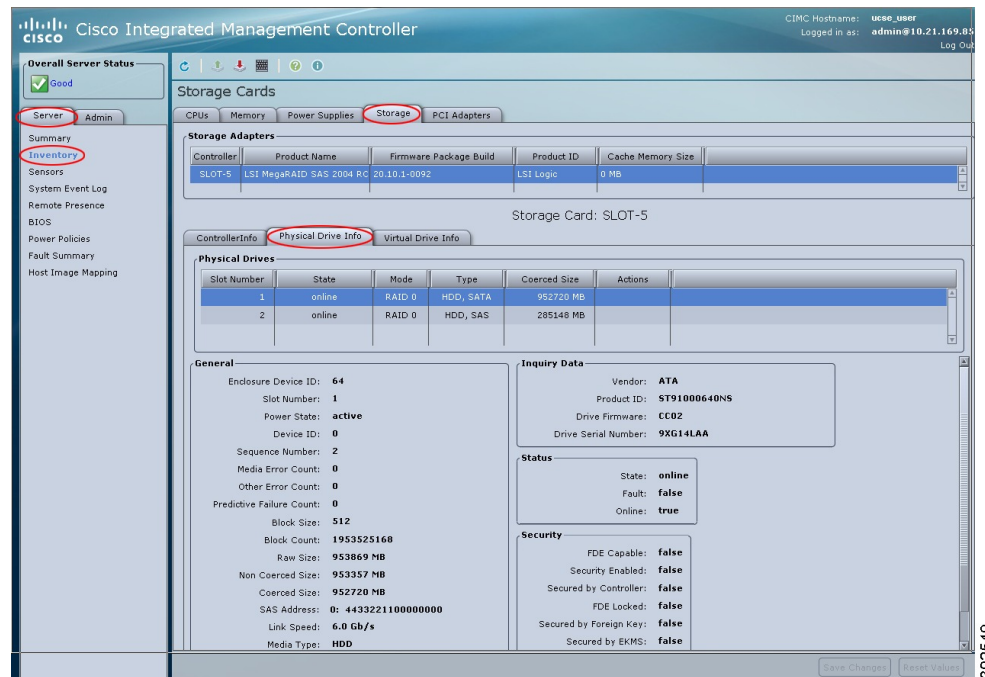 CISCO Cisco Integrated Management Controller
CIMC Hostname: ucse_user
Logged in as: admin@10.21.169.85
Log Out
Overall Server Status
Good
Server Admin
Summary
Inventory
Sensors
System Event Log
Remote Presence
BIOS
Power Policies
Fault Summary
Host Image Mapping
Storage Cards
CPUs Memory Power Supplies Storage PCI Adapters
Storage Adapters
Controller Product Name Firmware Package Build Product ID Cache Memory Size
SLOT-5 LSI MegaRAID SAS 2004 RO 20.10.1-0092 LSI Logic 0 MB
Storage Card: SLOT-5
ControllerInfo Physical Drive Info Virtual Drive Info
Physical Drives
Slot Number State Mode Type Coerced Size Actions
1 online RAID 0 HDD, SATA 952720 MB
2 online RAID 0 HDD, SAS 285148 MB
General
Enclosure Device ID: 64
Slot Number: 1
Power State: active
Device ID: 0
Sequence Number: 2
Media Error Count: 0
Other Error Count: 0
Predictive Failure Count: 0
Block Size: 512
Block Count: 1953525168
Raw Size: 953869 MB
Non Coerced Size: 953357 MB
Coerced Size: 952720 MB
SAS Address: 0: 4433221100000000
Link Speed: 6.0 Gb/s
Media Type: HDD
Inquiry Data
Vendor: ATA
Product ID: ST91000640NS
Drive Firmware: CC02
Drive Serial Number: 9XG14LAA
Status
State: online
Fault: false
Online: true
Security
FDE Capable: false
Security Enabled: false
Secured by Controller: false
FDE Locked: false
Secured by Foreign Key: false
Secured by EKMS: false
Save Changes Reset Values